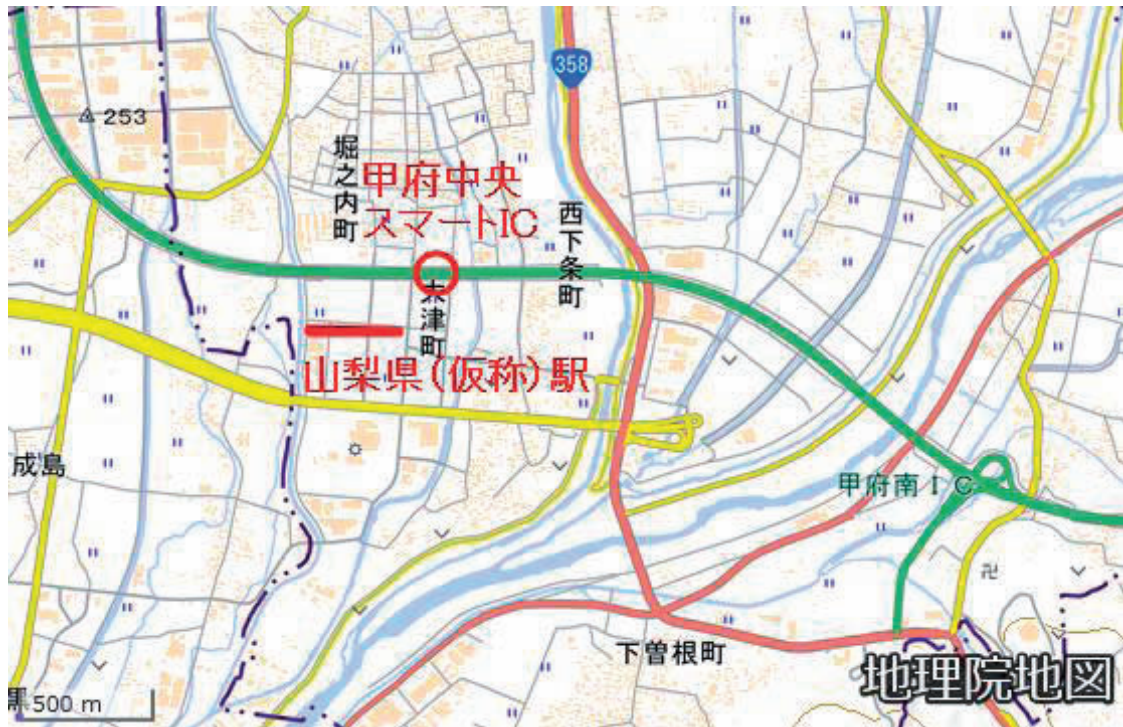 358
253
堀之内町
甲府中央
スマートIC
西下条町
大津町
山梨県(仮称)駅
成島
甲府南IC
下曽根町
地理院地図
500 m